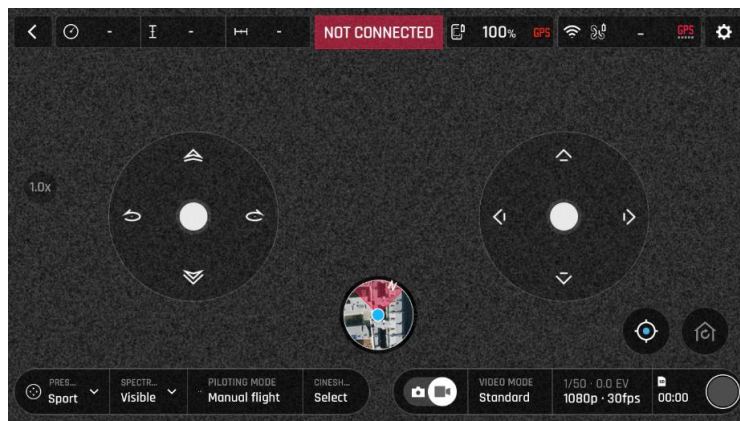 -
-
-
NOT CONNECTED
100%
GPS
-
GPS
1.0x
N
PRES...
Sport
SPECTR...
Visible
PILOTING MODE
Manual flight
CINESH...
Select
VIDEO MODE
Standard
1/50 · 0.0 EV
1080p · 30fps
00:00